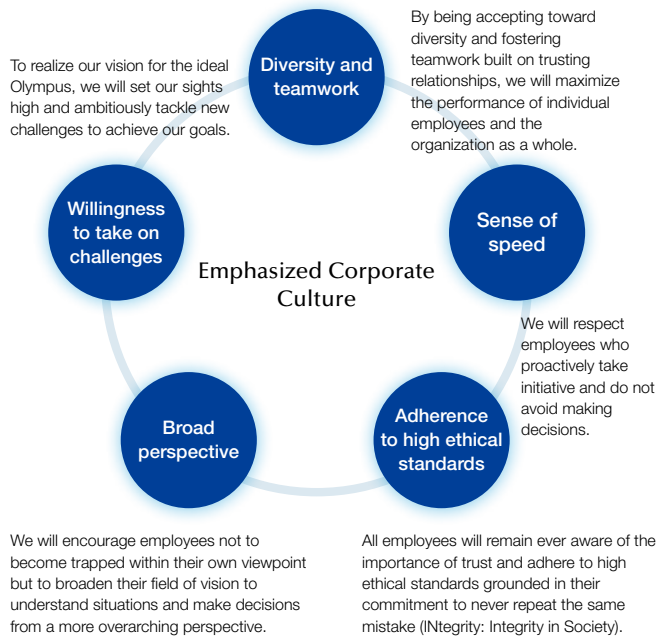 Diversity and
teamwork
By being accepting toward
diversity and fostering
teamwork built on trusting
relationships, we will maximize
the performance of individual
employees and the
organization as a whole.
To realize our vision for the ideal
Olympus, we will set our sights
high and ambitiously tackle new
challenges to achieve our goals.
Willingness
to take on
challenges
Sense of
speed
Emphasized Corporate
Culture
We will respect
employees who
proactively take
initiative and do not
avoid making
decisions.
Broad
perspective
Adherence
to high ethical
standards
We will encourage employees not to
become trapped within their own viewpoint
but to broaden their field of vision to
understand situations and make decisions
from a more overarching perspective.
All employees will remain ever aware of the
importance of trust and adhere to high
ethical standards grounded in their
commitment to never repeat the same
mistake (INtegrity: Integrity in Society).